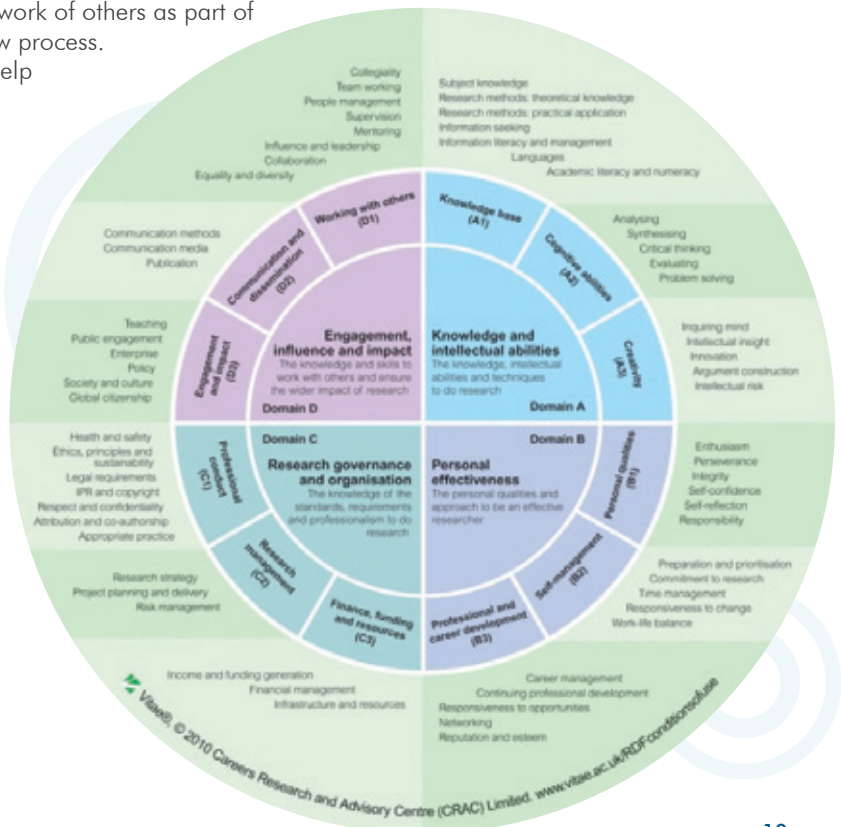 work of others as part of
w process.
elp
Collegiality
Team working
People management
Supervision
Mentoring
Influence and leadership
Collaboration
Equality and diversity
Subject knowledge
Research methods: theoretical knowledge
Research methods: practical application
Information seeking
Information literacy and management
Languages
Academic literacy and numeracy
Communication methods
Communication media
Publication
Analysing
Synthesising
Critical thinking
Evaluating
Problem solving
Teaching
Public engagement
Enterprise
Policy
Society and culture
Global citizenship
Inquiring mind
Intellectual insight
Innovation
Argument construction
Intellectual risk
Working with others
(D1)
Communication and
dissemination
(D2)
Engagement
and impact
(D3)
Knowledge base
(A1)
Cognitive abilities
(A2)
Creativity
(A3)
Engagement,
influence and impact
The knowledge and skills to
work with others and ensure
the wider impact of research
Domain D
Knowledge and
intellectual abilities
The knowledge, intellectual
abilities and techniques
to do research
Domain A
Domain C
Research governance
and organisation
The knowledge of the
standards, requirements
and professionalism to do
research
Domain B
Personal
effectiveness
The personal qualities and
approach to be an effective
researcher
Professional
conduct
(C1)
Research
management
(C2)
Finance, funding
and resources
(C3)
Personal qualities
(B1)
Self-management
(B2)
Professional and
career development
(B3)
Health and safety
Ethics, principles and
sustainability
Legal requirements
IPR and copyright
Respect and confidentiality
Attribution and co-authorship
Appropriate practice
Enthusiasm
Perseverance
Integrity
Self-confidence
Self-reflection
Responsibility
Research strategy
Project planning and delivery
Risk management
Preparation and prioritisation
Commitment to research
Time management
Responsiveness to change
Work-life balance
Income and funding generation
Financial management
Infrastructure and resources
Career management
Continuing professional development
Responsiveness to opportunities
Networking
Reputation and esteem
Vitae®, © 2010 Careers Research and Advisory Centre (CRAC) Limited. www.vitae.ac.uk/RDFconditionsofuse